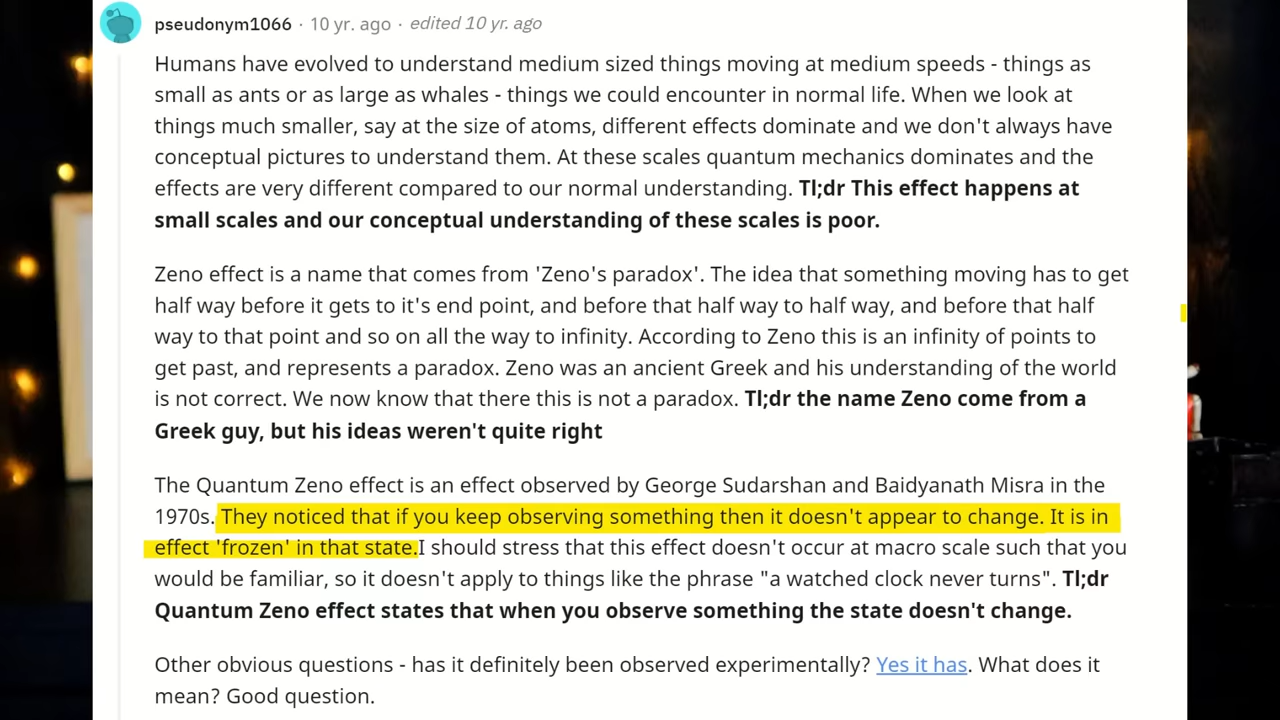 pseudonym1066 · 10 yr. ago · edited 10 yr. ago
Humans have evolved to understand medium sized things moving at medium speeds - things as
small as ants or as large as whales - things we could encounter in normal life. When we look at
things much smaller, say at the size of atoms, different effects dominate and we don't always have
conceptual pictures to understand them. At these scales quantum mechanics dominates and the
effects are very different compared to our normal understanding. Tl;dr This effect happens at
small scales and our conceptual understanding of these scales is poor.
Zeno effect is a name that comes from 'Zeno's paradox'. The idea that something moving has to get
half way before it gets to it's end point, and before that half way to half way, and before that half
way to that point and so on all the way to infinity. According to Zeno this is an infinity of points to
get past, and represents a paradox. Zeno was an ancient Greek and his understanding of the world
is not correct. We now know that there this is not a paradox. Tl;dr the name Zeno come from a
Greek guy, but his ideas weren't quite right
The Quantum Zeno effect is an effect observed by George Sudarshan and Baidyanath Misra in the
1970s. They noticed that if you keep observing something then it doesn't appear to change. It is in
effect 'frozen' in that state.I should stress that this effect doesn't occur at macro scale such that you
would be familiar, so it doesn't apply to things like the phrase "a watched clock never turns". Tl;dr
Quantum Zeno effect states that when you observe something the state doesn't change.
Other obvious questions - has it definitely been observed experimentally? Yes it has. What does it
mean? Good question.